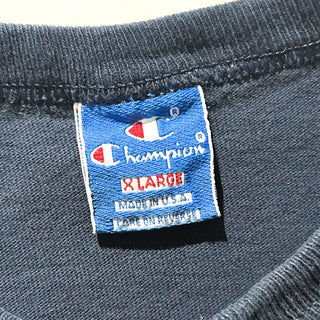 ®
Champion®
X LARGE
MADE IN U.S.A.
CARE ON REVERSE